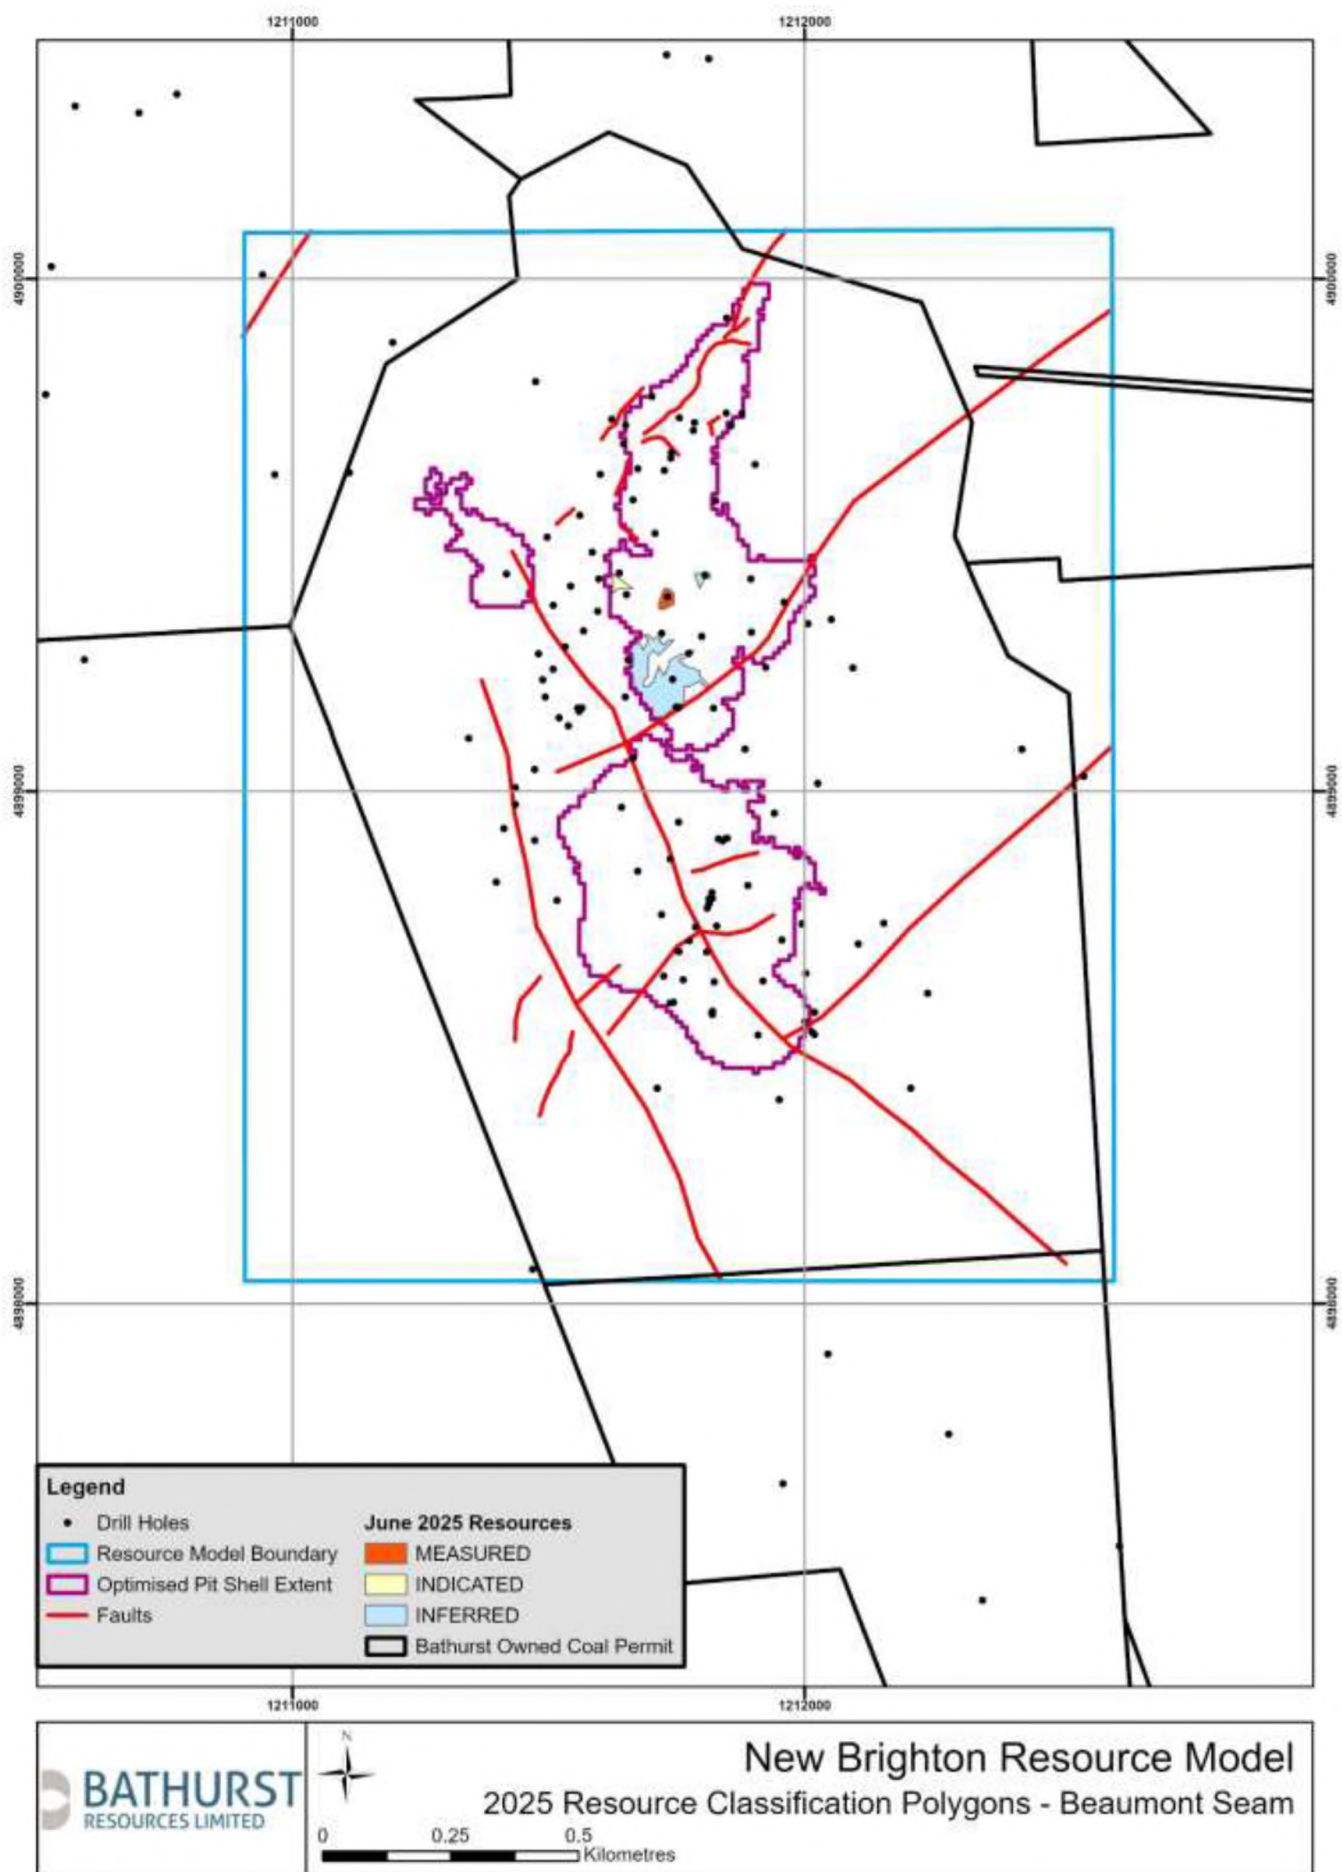 1211000
1212000
4900000
4900000
4899000
4899000
4898000
4898000
Legend
Drill Holes
Resource Model Boundary
Optimised Pit Shell Extent
Faults
June 2025 Resources
MEASURED
INDICATED
INFERRED
Bathurst Owned Coal Permit
1211000
1212000
BATHURST
RESOURCES LIMITED
N
0
0.25
0.5
Kilometres
New Brighton Resource Model
2025 Resource Classification Polygons - Beaumont Seam